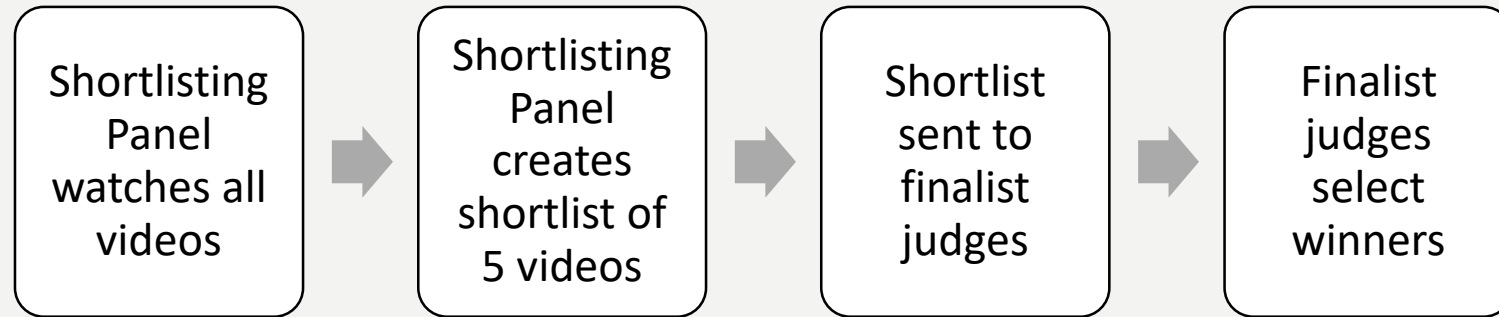 Shortlisting
Panel
watches all
videos
Shortlisting
Panel
creates
shortlist of
5 videos
Shortlist
sent to
finalist
judges
Finalist
judges
select
winners